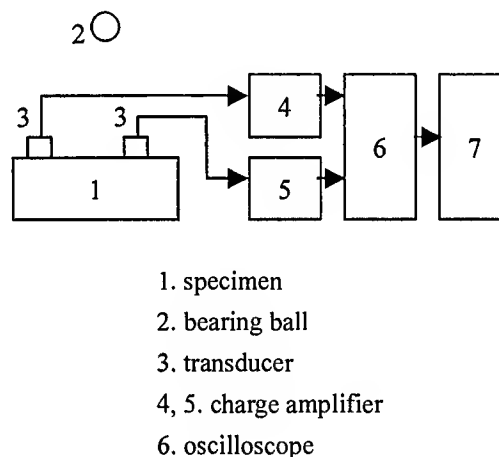 2
3 3 4
1 5 6 7
1. specimen
2. bearing ball
3. transducer
4, 5. charge amplifier
6. oscilloscope